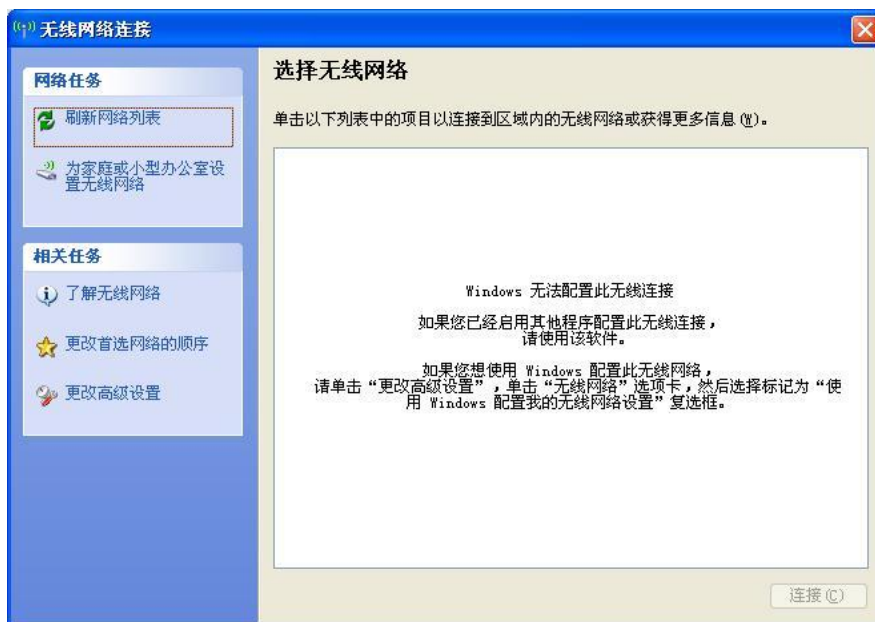 无线网络连接
网络任务
刷新网络列表
为家庭或小型办公室设
置无线网络
相关任务
了解无线网络
更改首选网络的顺序
更改高级设置
选择无线网络
单击以下列表中的项目以连接到区域内的无线网络或获得更多信息(W)。
Windows 无法配置此无线连接
如果您已经启用其他程序配置此无线连接，
请使用该软件。
如果您想使用 Windows 配置此无线网络，
请单击“更改高级设置”，单击“无线网络”选项卡，然后选择标记为“使
用 Windows 配置我的无线网络设置”复选框。
连接(C)